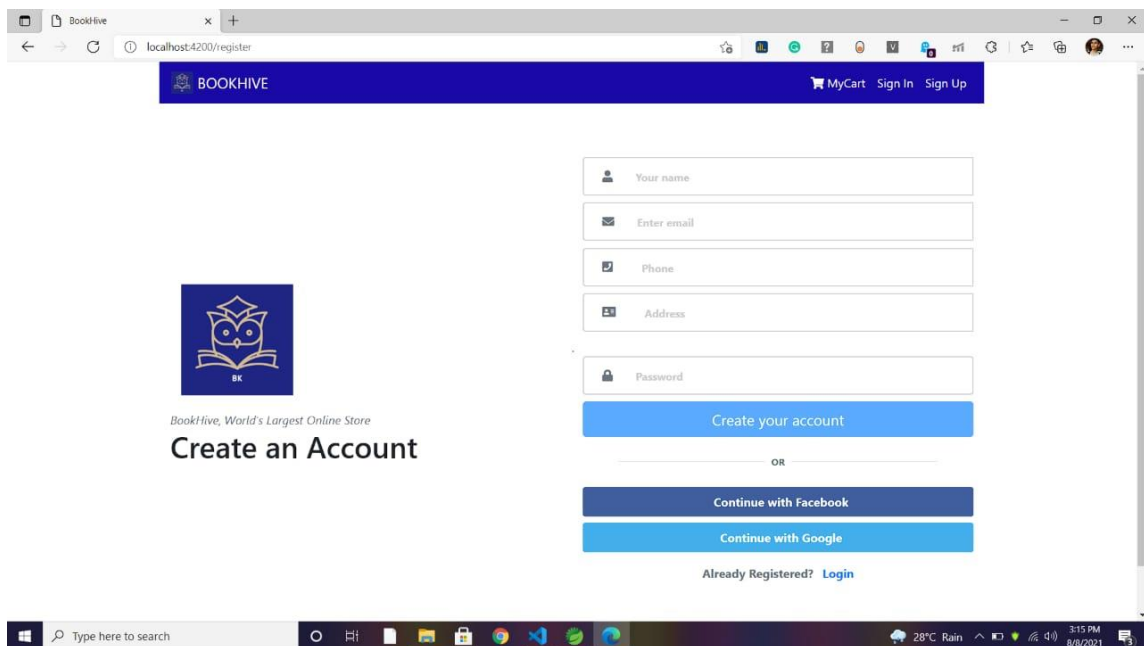 BookHive
localhost:4200/register
BOOKHIVE
MyCart Sign In Sign Up
Your name
Enter email
Phone
Address
Password
Create your account
OR
Continue with Facebook
Continue with Google
Already Registered? Login
BK
BookHive, World's Largest Online Store
Create an Account
Type here to search
28°C Rain
3:15 PM
8/8/2021